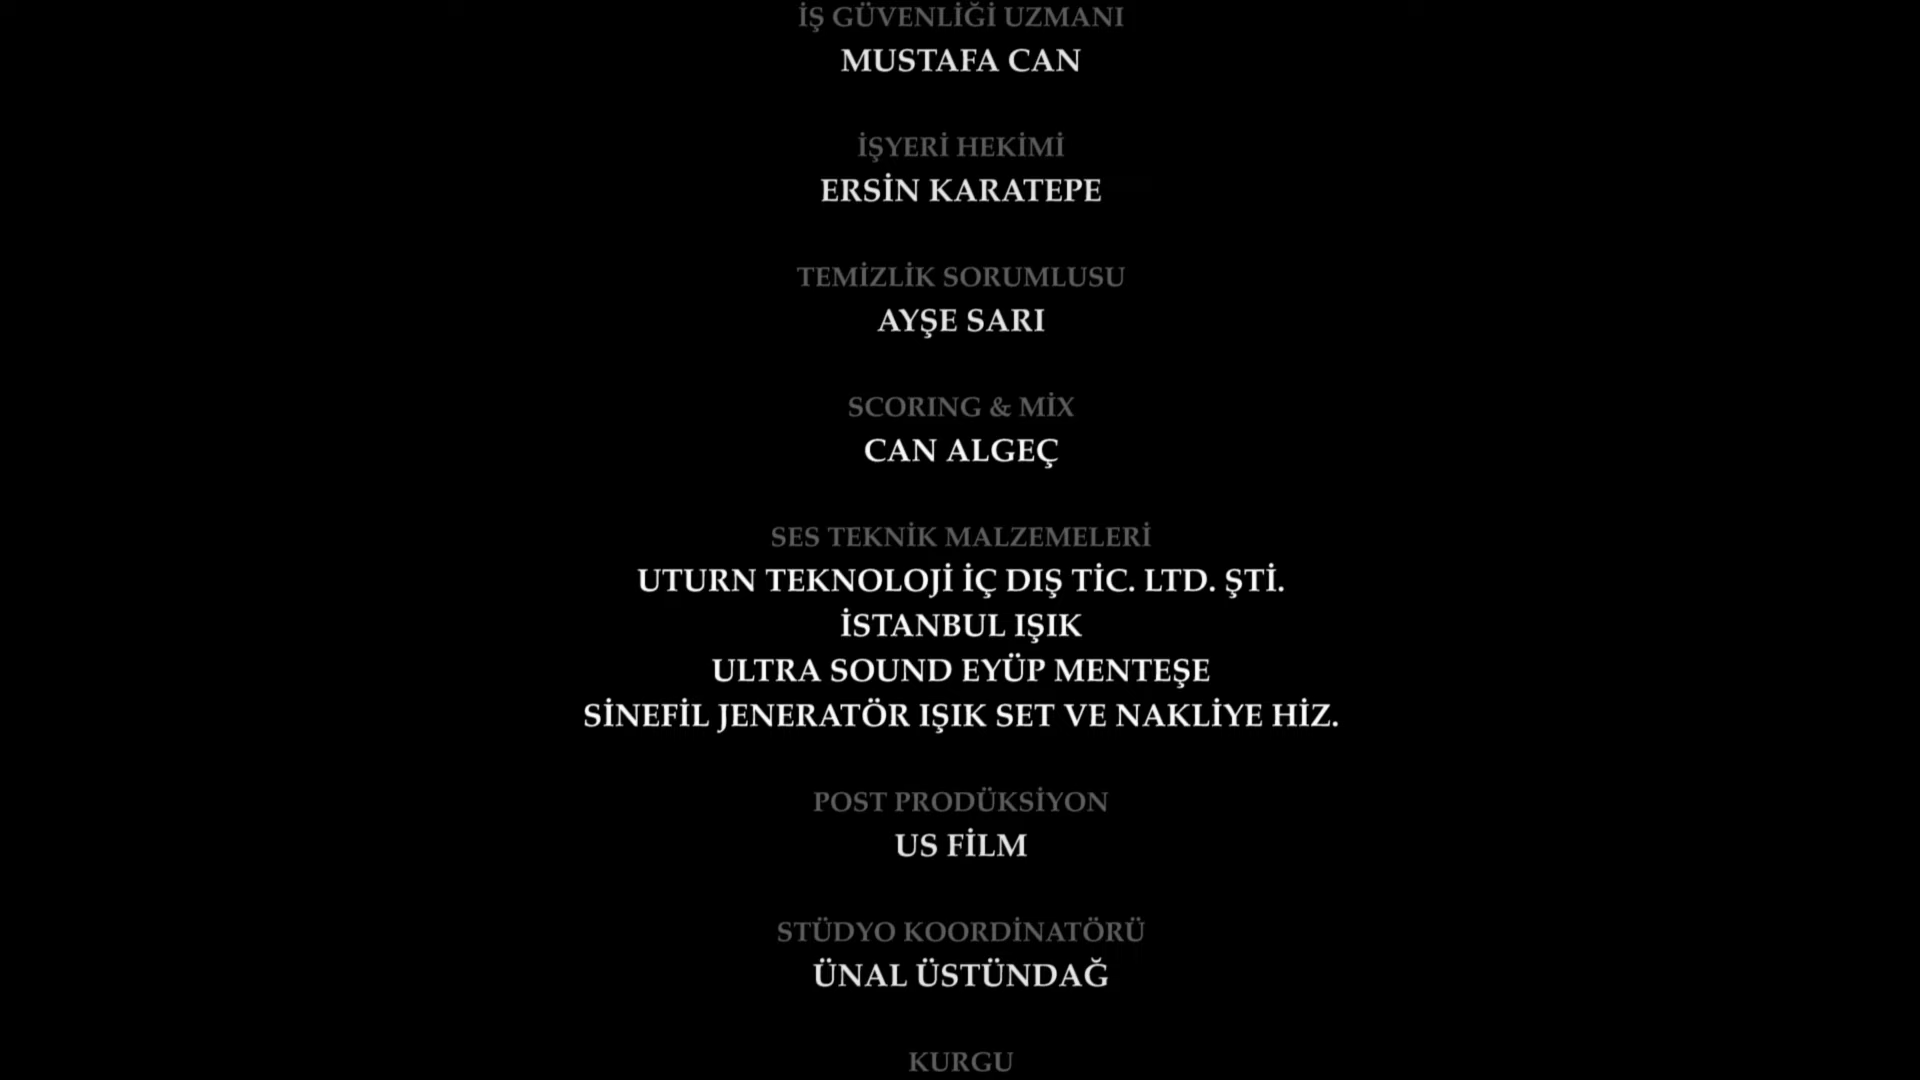 İŞ GÜVENLİĞİ UZMANI
MUSTAFA CAN
İŞYERİ HEKİMİ
ERSİN KARATEPE
TEMİZLİK SORUMLUSU
AYŞE SARI
SCORING & MİX
CAN ALGEÇ
SES TEKNİK MALZEMELERİ
UTURN TEKNOLOJİ İÇ DIŞ TİC. LTD. ŞTİ.
İSTANBUL IŞIK
ULTRA SOUND EYÜP MENTEŞE
SİNEFİL JENERATÖR IŞIK SET VE NAKLİYE HİZ.
POST PRODÜKSİYON
US FİLM
STÜDYO KOORDİNATÖRÜ
ÜNAL ÜSTÜNDAĞ
KURGU